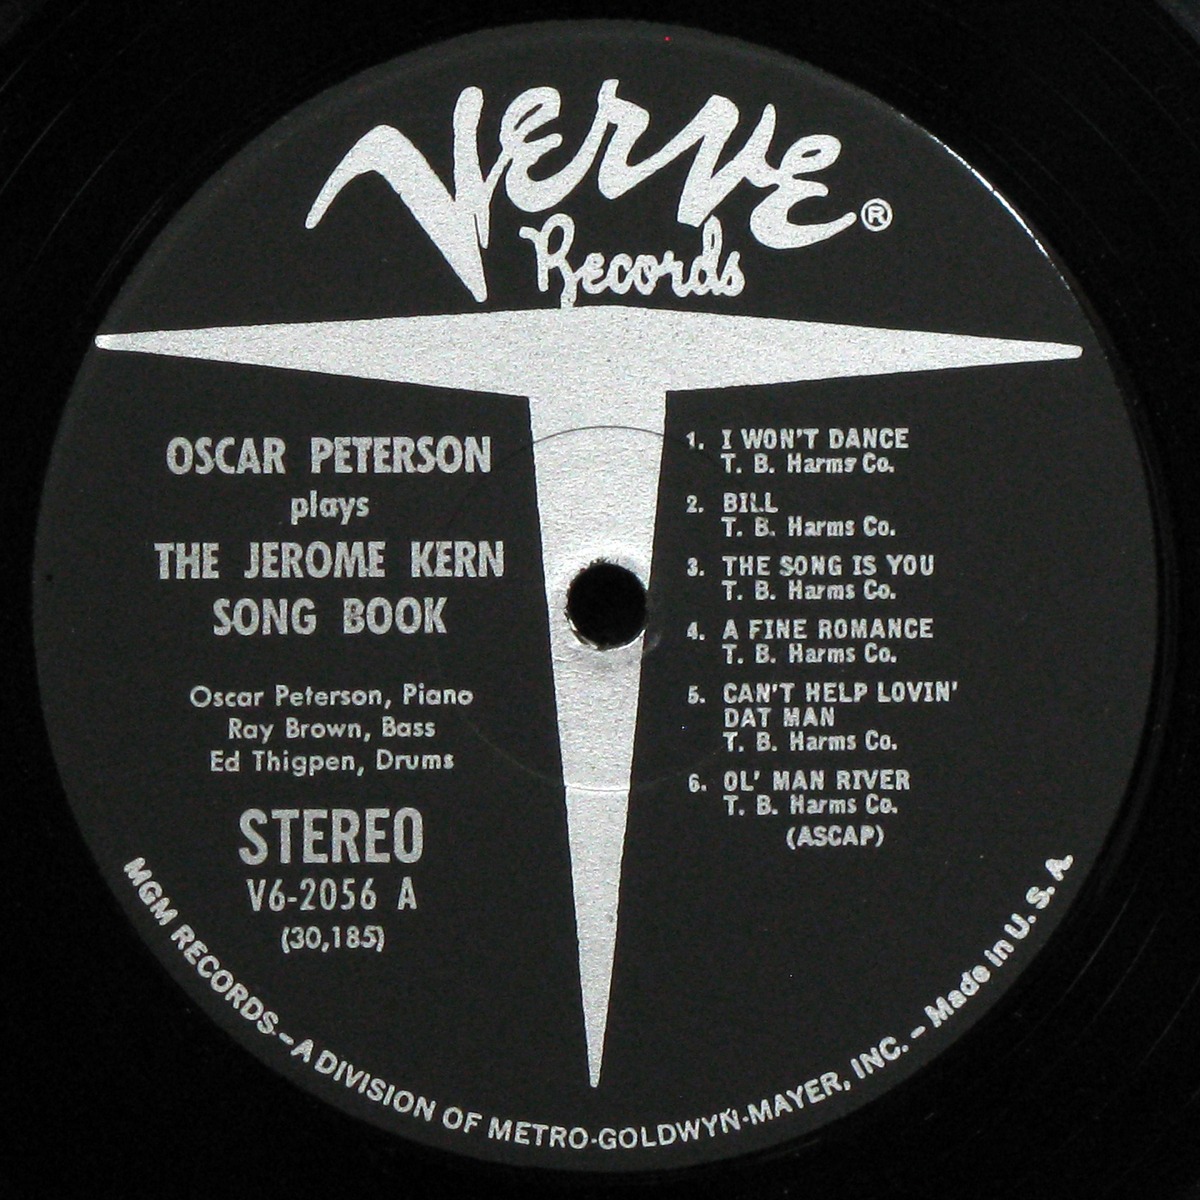 Verve ®
Records
OSCAR PETERSON
plays
THE JEROME KERN
SONG BOOK
Oscar Peterson, Piano
Ray Brown, Bass
Ed Thigpen, Drums
STEREO
V6-2056 A
(30,185)
1. I WON'T DANCE
T. B. Harms Co.
2. BILL
T. B. Harms Co.
3. THE SONG IS YOU
T. B. Harms Co.
4. A FINE ROMANCE
T. B. Harms Co.
5. CAN'T HELP LOVIN'
DAT MAN
T. B. Harms Co.
6. OL' MAN RIVER
T. B. Harms Co.
(ASCAP)
MGM RECORDS – A DIVISION OF METRO-GOLDWYN-MAYER, INC. – Made in U. S. A.